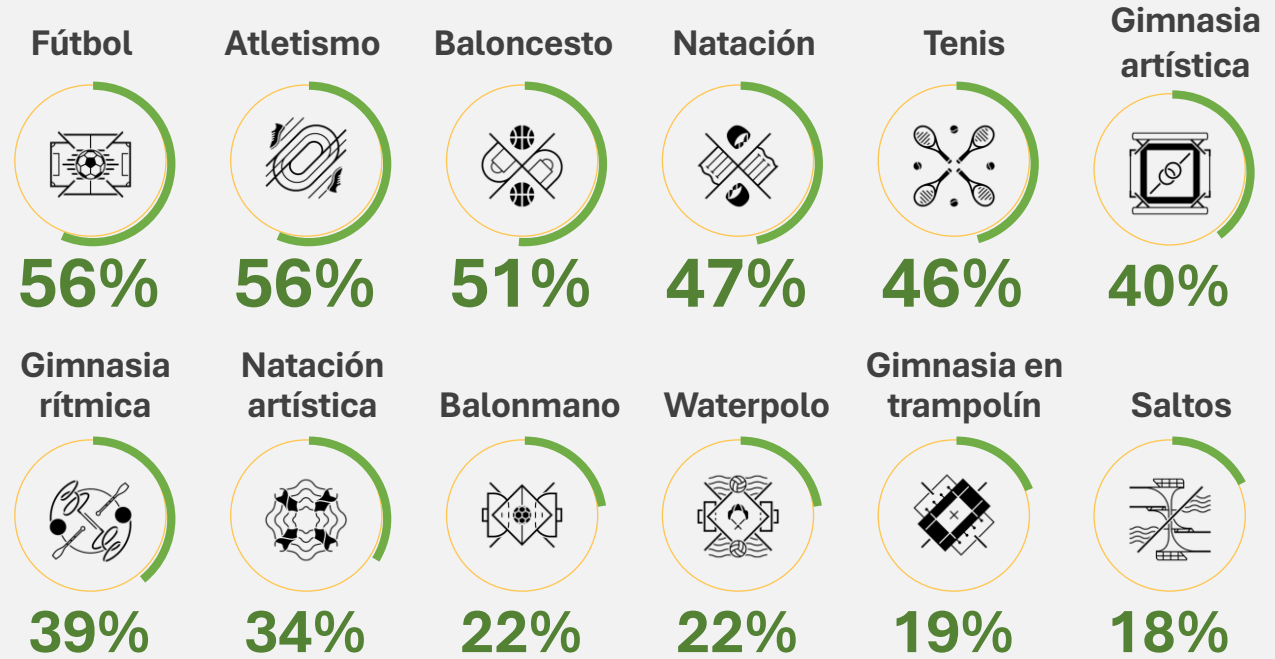 Fútbol
Atletismo
Baloncesto
Natación
Tenis
Gimnasia
artística
56%
56%
51%
47%
46%
40%
Gimnasia
rítmica
Natación
artística
Balonmano
Waterpolo
Gimnasia en
trampolín
Saltos
39%
34%
22%
22%
19%
18%